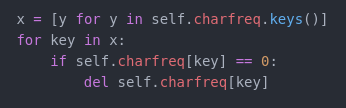 x = [y for y in self.charfreq.keys()]
for key in x:
    if self.charfreq[key] == 0:
        del self.charfreq[key]